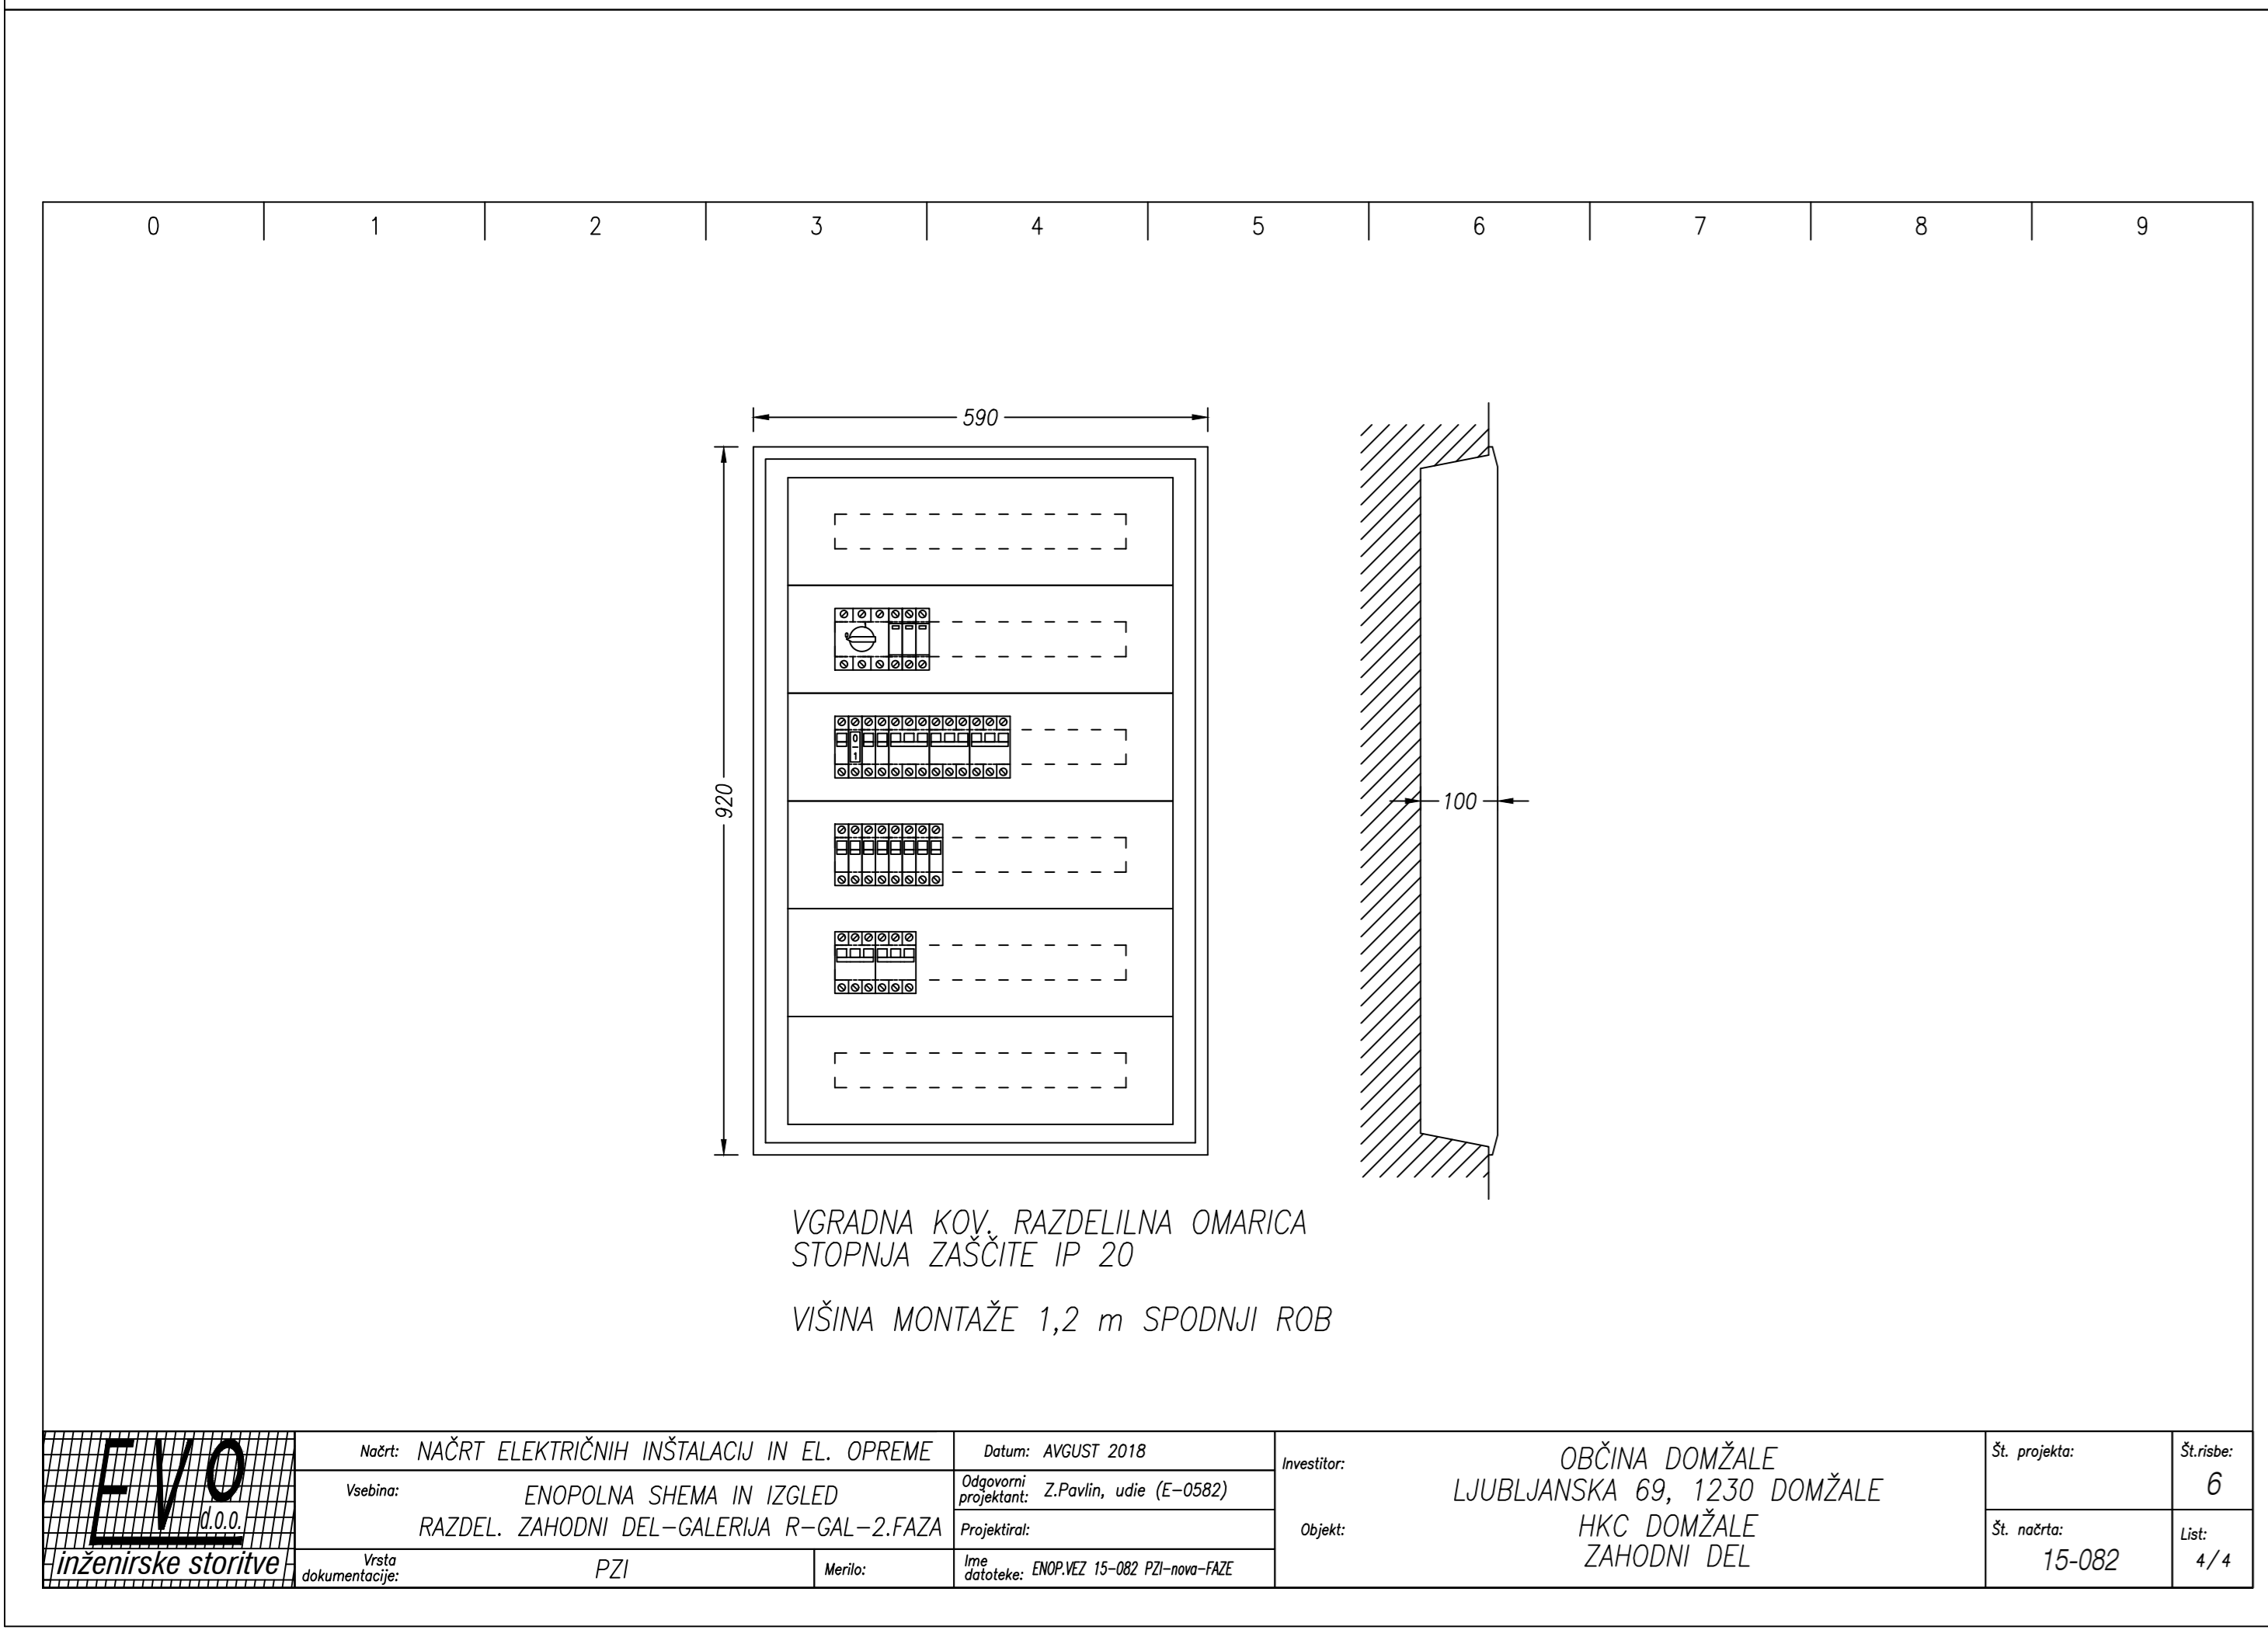 0 1 2 3 4 5 6 7 8 9
590
920
0
1
100
VGRADNA KOV. RAZDELILNA OMARICA
STOPNJA ZAŠČITE IP 20
VIŠINA MONTAŽE 1,2 m SPODNJI ROB
EVO
d.o.o.
inženirske storitve
Načrt: NAČRT ELEKTRIČNIH INŠTALACIJ IN EL. OPREME
Vsebina: ENOPOLNA SHEMA IN IZGLED
RAZDEL. ZAHODNI DEL-GALERIJA R-GAL-2.FAZA
Vrsta
dokumentacije: PZI
Merilo:
Datum: AVGUST 2018
Odgovorni
projektant: Z.Pavlin, udie (E-0582)
Projektiral:
Ime
datoteke: ENOP.VEZ 15-082 PZI-nova-FAZE
Investitor: OBČINA DOMŽALE
LJUBLJANSKA 69, 1230 DOMŽALE
Objekt: HKC DOMŽALE
ZAHODNI DEL
Št. projekta:
Št.risbe:
6
Št. načrta:
15-082
List:
4/4